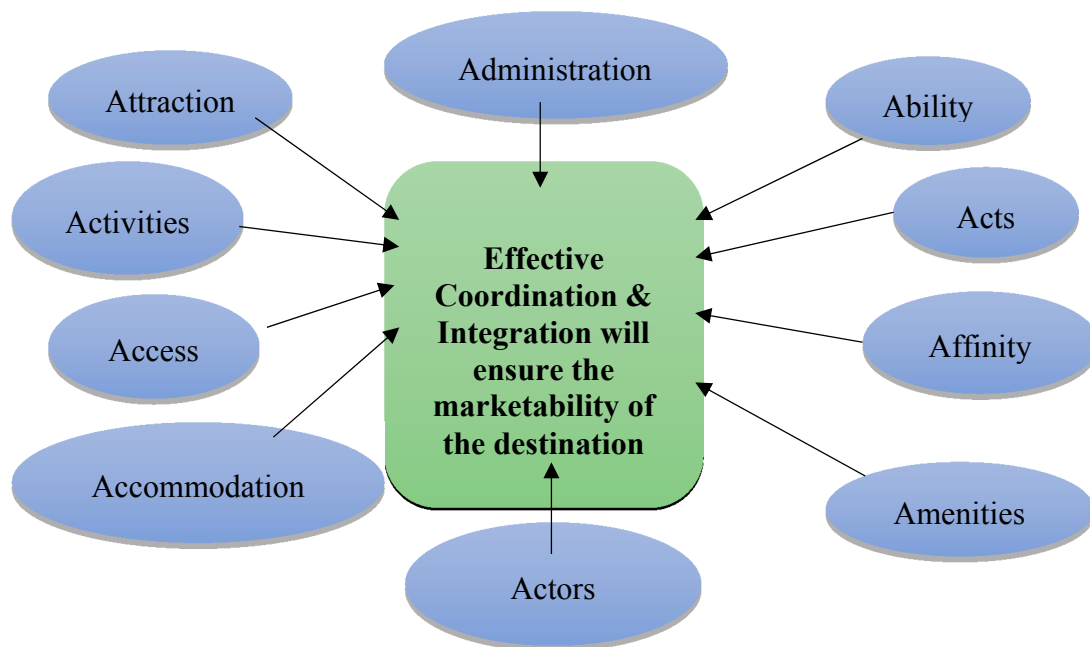 Administration
Attraction
Ability
Activities
Acts
Effective
Coordination &
Integration will
ensure the
marketability of
the destination
Access
Affinity
Accommodation
Amenities
Actors